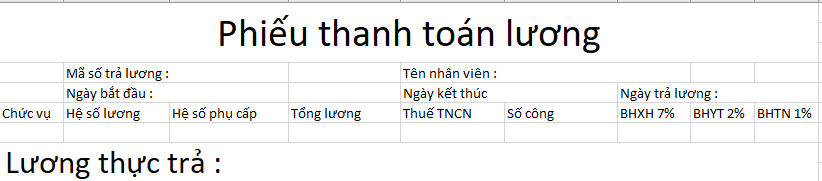 Phiếu thanh toán lương
Mã số trả lương : Tên nhân viên :
Ngày bắt đầu : Ngày kết thúc Ngày trả lương :
Chức vụ Hệ số lương Hệ số phụ cấp Tổng lương Thuế TNCN Số công BHXH 7% BHYT 2% BHTN 1%
Lương thực trả :